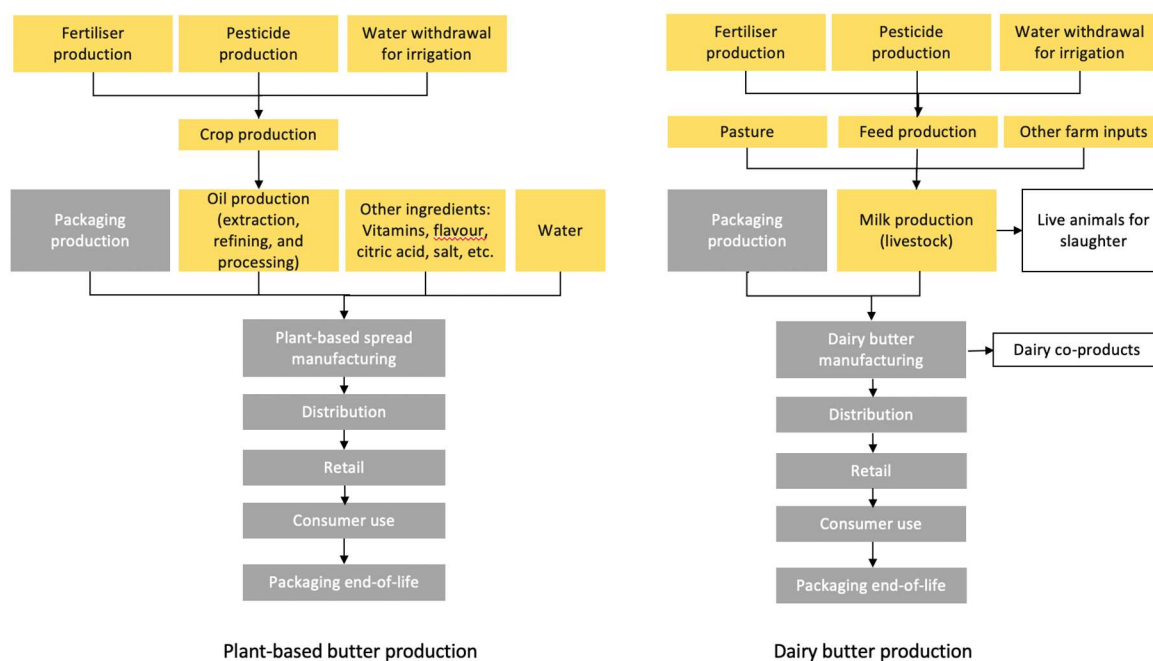 Fertiliser
production
Pesticide
production
Water withdrawal
for irrigation
Crop production
Packaging
production
Oil production
(extraction,
refining, and
processing)
Other ingredients:
Vitamins, flavour,
citric acid, salt, etc.
Water
Plant-based spread
manufacturing
Distribution
Retail
Consumer use
Packaging end-of-life
Plant-based butter production
Fertiliser
production
Pesticide
production
Water withdrawal
for irrigation
Pasture
Feed production
Other farm inputs
Packaging
production
Milk production
(livestock)
Live animals for
slaughter
Dairy butter
manufacturing
Dairy co-products
Distribution
Retail
Consumer use
Packaging end-of-life
Dairy butter production